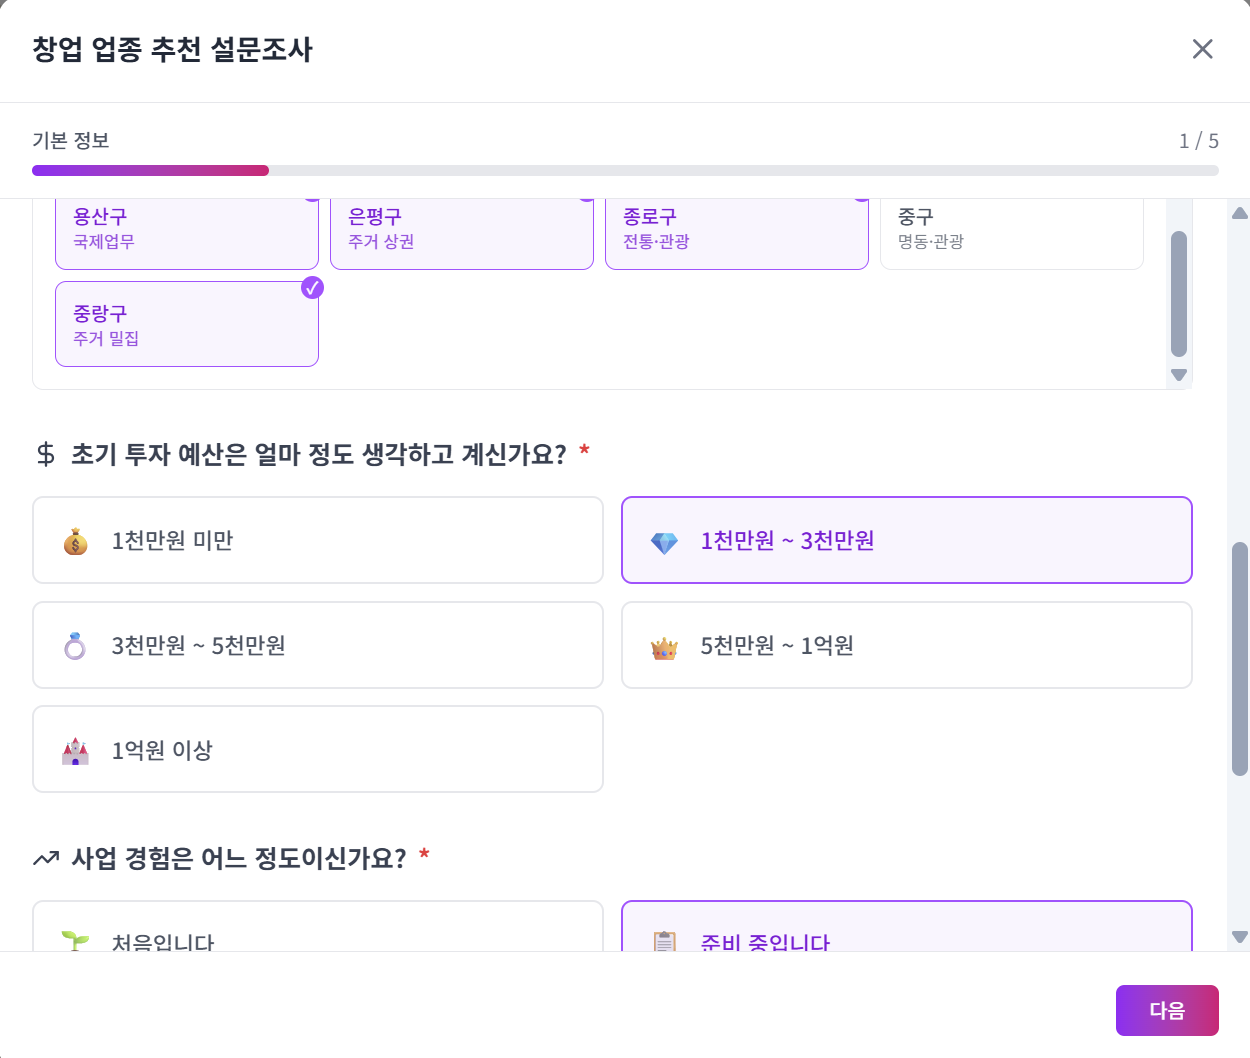 창업 업종 추천 설문조사
기본 정보
1 / 5
용산구
국제업무
은평구
주거 상권
종로구
전통·관광
중구
명동·관광
중랑구
주거 밀집
초기 투자 예산은 얼마 정도 생각하고 계신가요? *
1천만원 미만
1천만원 ~ 3천만원
3천만원 ~ 5천만원
5천만원 ~ 1억원
1억원 이상
사업 경험은 어느 정도이신가요? *
처음입니다
준비 중입니다
다음